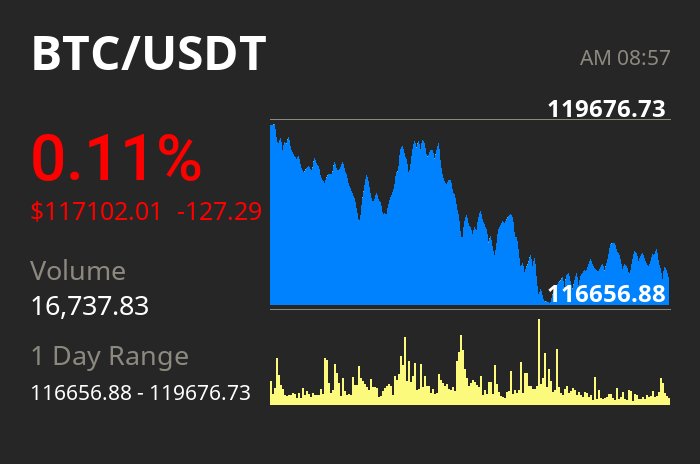 BTC/USDT
AM 08:57
119676.73
0.11%
$117102.01 -127.29
Volume
16,737.83
116656.88
1 Day Range
116656.88 - 119676.73